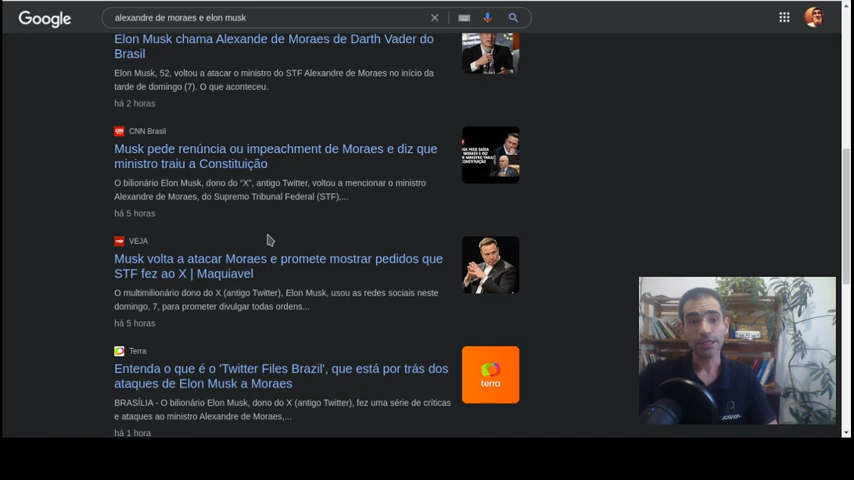 Google
alexandre de moraes e elon musk
Elon Musk chama Alexande de Moraes de Darth Vader do
Brasil
Elon Musk, 52, voltou a atacar o ministro do STF Alexandre de Moraes no início da
tarde de domingo (7). O que aconteceu.
há 2 horas
CNN Brasil
Musk pede renúncia ou impeachment de Moraes e diz que
ministro traiu a Constituição
O bilionário Elon Musk, dono do "X", antigo Twitter, voltou a mencionar o ministro
Alexandre de Moraes, do Supremo Tribunal Federal (STF),...
há 5 horas
VEJA
Musk volta a atacar Moraes e promete mostrar pedidos que
STF fez ao X | Maquiavel
O multimilionário dono do X (antigo Twitter), Elon Musk, usou as redes sociais neste
domingo, 7, para prometer divulgar todas ordens...
há 5 horas
Terra
Entenda o que é o 'Twitter Files Brazil', que está por trás dos
ataques de Elon Musk a Moraes
terra
BRASÍLIA - O bilionário Elon Musk, dono do X (antigo Twitter), fez uma série de críticas
e ataques ao ministro Alexandre de Moraes,...
há 1 hora